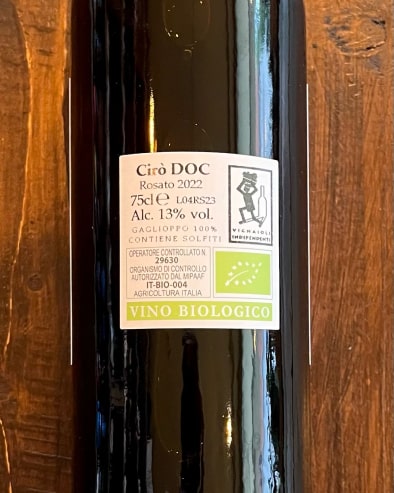 Cirò DOC
Rosato 2022
75cl ℮ L04RS23
Alc. 13% vol.
GAGLIOPPO 100%
CONTIENE SOLFITI
VIGNAIOLI
INDIPENDENTI
OPERATORE CONTROLLATO N.
29630
ORGANISMO DI CONTROLLO
AUTORIZZATO DAL MIPAAF
IT-BIO-004
AGRICOLTURA ITALIA
VINO BIOLOGICO